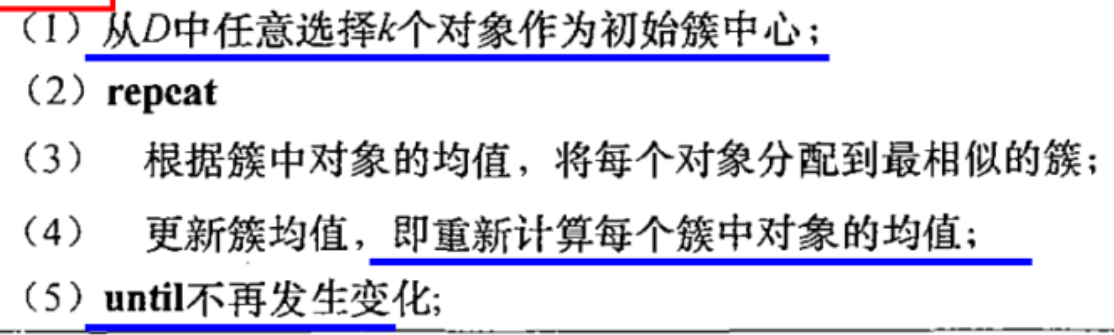 （1）从D中任意选择k个对象作为初始簇中心；
（2）repeat
（3） 根据簇中对象的均值，将每个对象分配到最相似的簇；
（4） 更新簇均值，即重新计算每个簇中对象的均值；
（5）until不再发生变化;